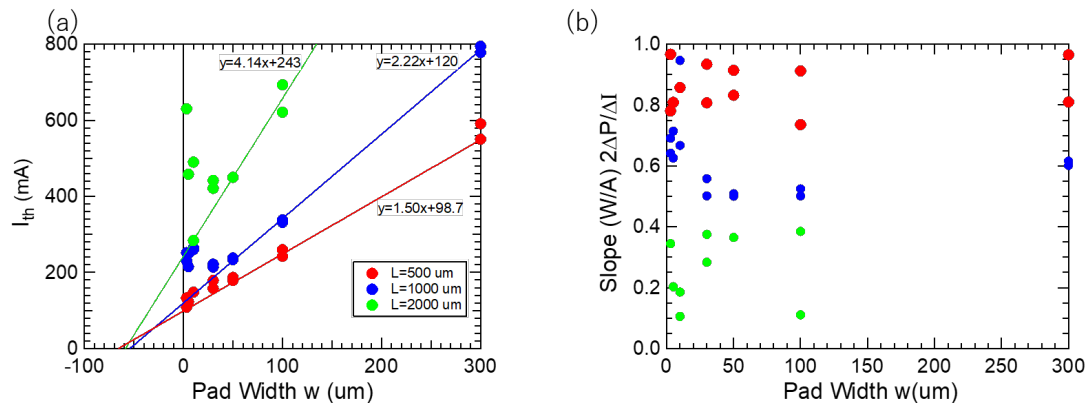 (a)
800
600
400
200
0
I_th (mA)
y=4.14x+243
y=2.22x+120
y=1.50x+98.7
L=500 um
L=1000 um
L=2000 um
-100
0
100
200
300
Pad Width w (um)
(b)
1.0
0.8
0.6
0.4
0.2
0.0
Slope (W/A) 2ΔP/ΔI
0
50
100
150
200
250
300
Pad Width w(um)